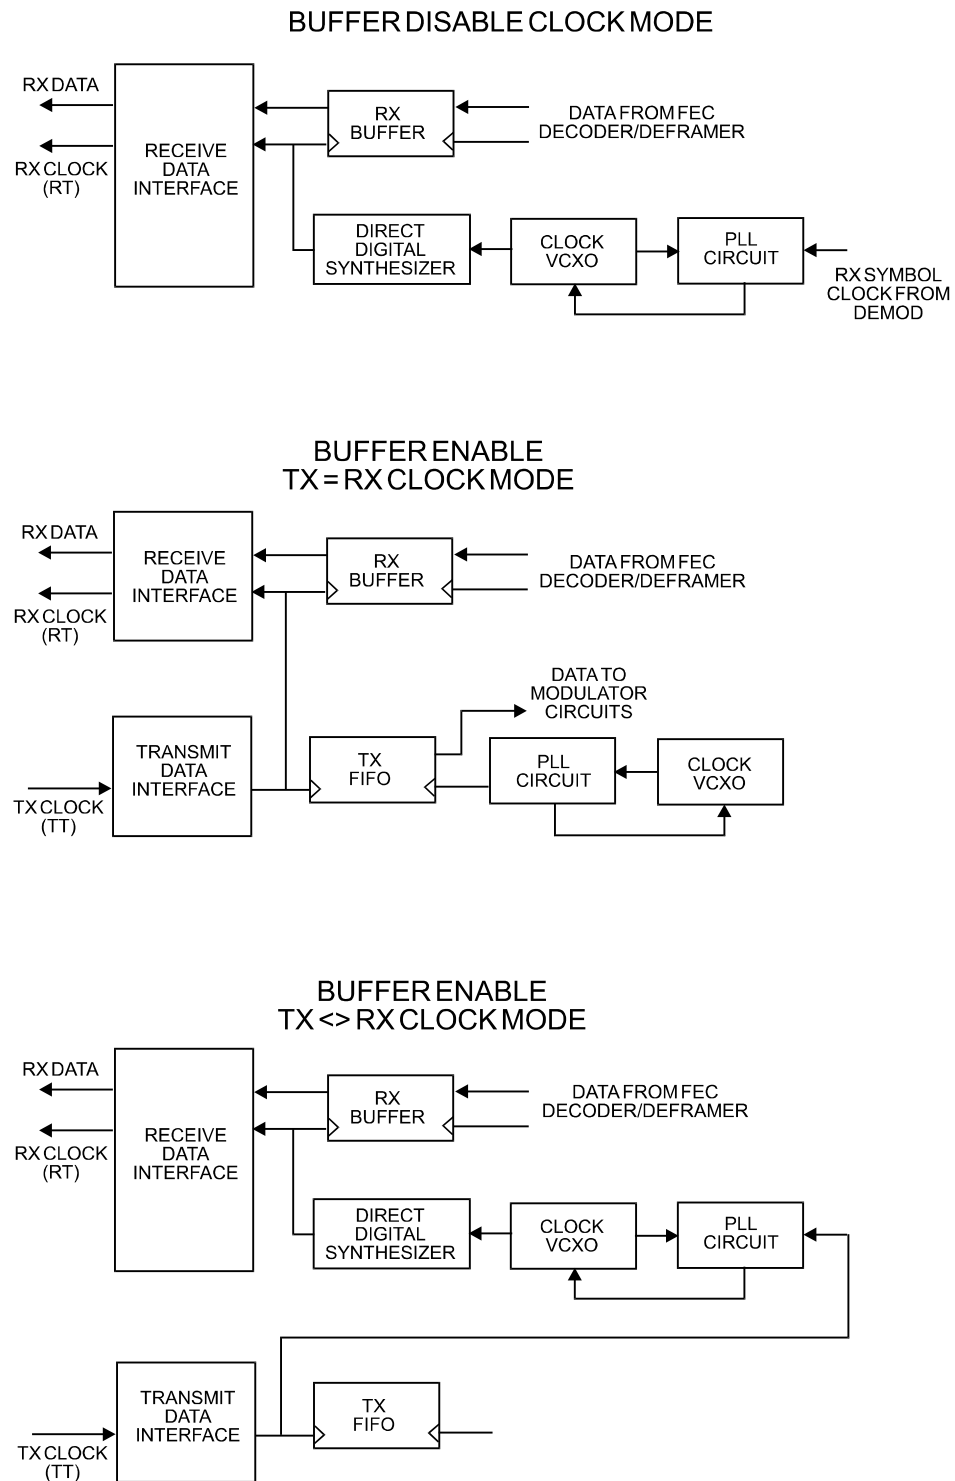 BUFFER DISABLE CLOCK MODE
RX DATA
RX CLOCK
(RT)
RECEIVE
DATA
INTERFACE
RX
BUFFER
DATA FROM FEC
DECODER/DEFRAMER
DIRECT
DIGITAL
SYNTHESIZER
CLOCK
VCXO
PLL
CIRCUIT
RX SYMBOL
CLOCK FROM
DEMOD
BUFFER ENABLE
TX = RX CLOCK MODE
RX DATA
RX CLOCK
(RT)
RECEIVE
DATA
INTERFACE
RX
BUFFER
DATA FROM FEC
DECODER/DEFRAMER
DATA TO
MODULATOR
CIRCUITS
TX CLOCK
(TT)
TRANSMIT
DATA
INTERFACE
TX
FIFO
PLL
CIRCUIT
CLOCK
VCXO
BUFFER ENABLE
TX <> RX CLOCK MODE
RX DATA
RX CLOCK
(RT)
RECEIVE
DATA
INTERFACE
RX
BUFFER
DATA FROM FEC
DECODER/DEFRAMER
DIRECT
DIGITAL
SYNTHESIZER
CLOCK
VCXO
PLL
CIRCUIT
TX CLOCK
(TT)
TRANSMIT
DATA
INTERFACE
TX
FIFO